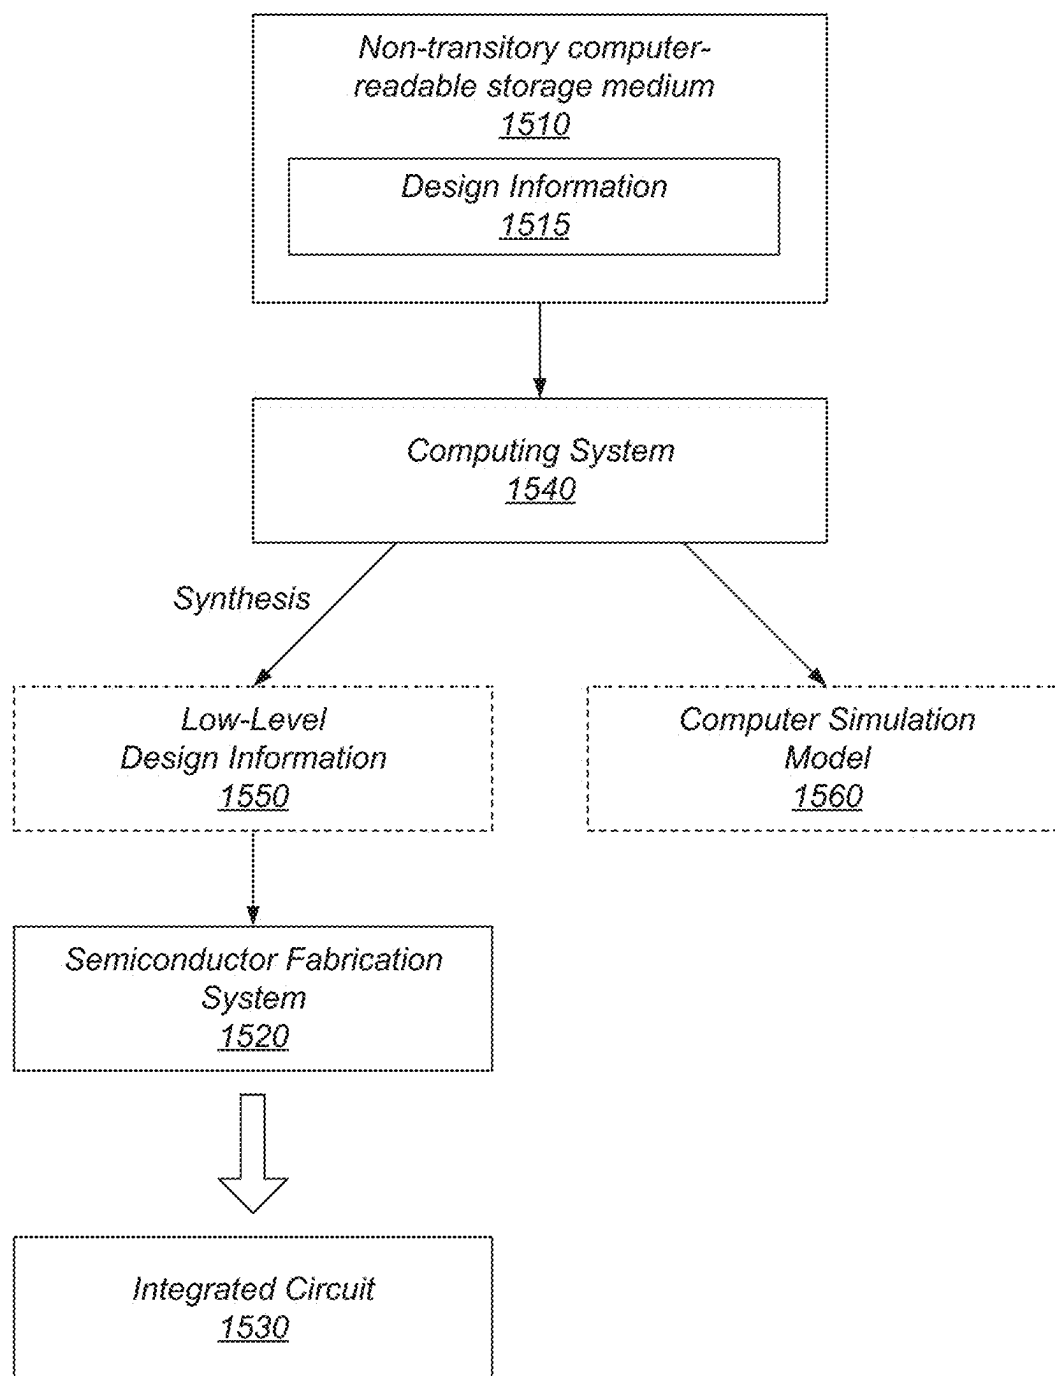 Non-transitory computer-
readable storage medium
1510
Design Information
1515
Computing System
1540
Synthesis
Low-Level
Design Information
1550
Computer Simulation
Model
1560
Semiconductor Fabrication
System
1520
Integrated Circuit
1530